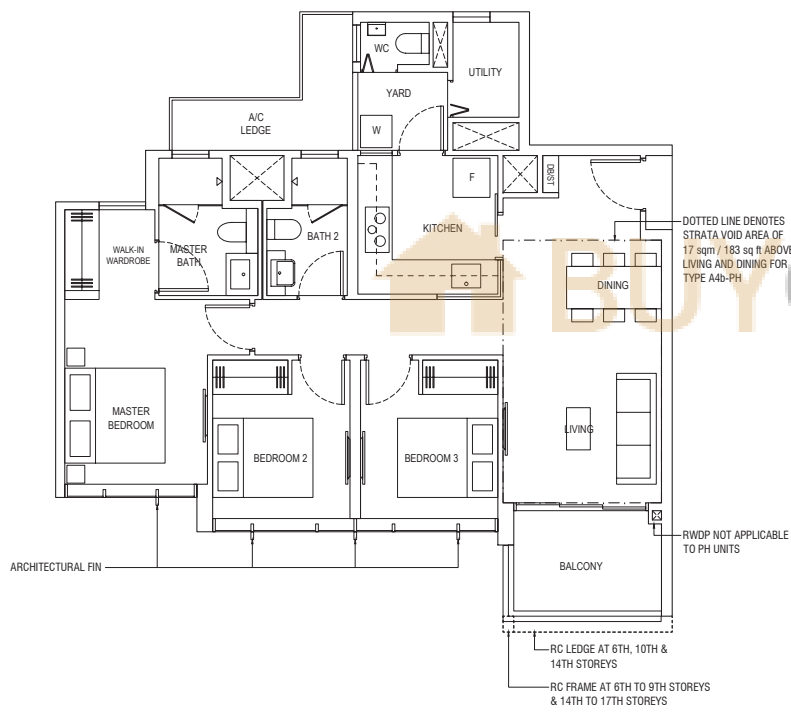 WC
UTILITY
YARD
A/C
LEDGE
W
F
DB/ST
KITCHEN
BATH 2
MASTER
BATH
WALK-IN
WARDROBE
DOTTED LINE DENOTES
STRATA VOID AREA OF
17 sqm / 183 sq ft ABOVE
LIVING AND DINING FOR
TYPE A4b-PH
DINING
BUY
MASTER
BEDROOM
BEDROOM 2
BEDROOM 3
LIVING
RWDP NOT APPLICABLE
TO PH UNITS
ARCHITECTURAL FIN
BALCONY
RC LEDGE AT 6TH, 10TH &
14TH STOREYS
RC FRAME AT 6TH TO 9TH STOREYS
& 14TH TO 17TH STOREYS